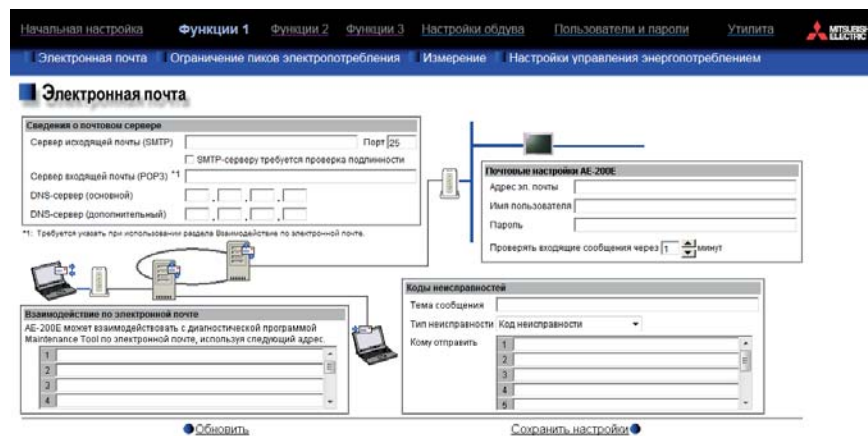 Начальная настройка Функции 1 Функции 2 Функции 3 Настройки обдува Пользователи и пароли Утилита MITSUBISHI ELECTRIC
Электронная почта Ограничение пиков электропотребления Измерение Настройки управления энергопотреблением
Электронная почта
Сведения о почтовом сервере
Сервер исходящей почты (SMTP) Порт 25
SMTP-серверу требуется проверка подлинности
Сервер входящей почты (POP3) *1
DNS-сервер (основной)
DNS-сервер (дополнительный)
*1: Требуется указать при использовании раздела Взаимодействие по электронной почте.
Почтовые настройки AE-200E
Адрес эл. почты
Имя пользователя
Пароль
Проверять входящие сообщения через 1 минут
Взаимодействие по электронной почте
AE-200E может взаимодействовать с диагностической программой
Maintenance Tool по электронной почте, используя следующий адрес.
1
2
3
4
Коды неисправностей
Тема сообщения
Тип неисправности Код неисправности
Кому отправить 1
2
3
4
5
Обновить Сохранить настройки